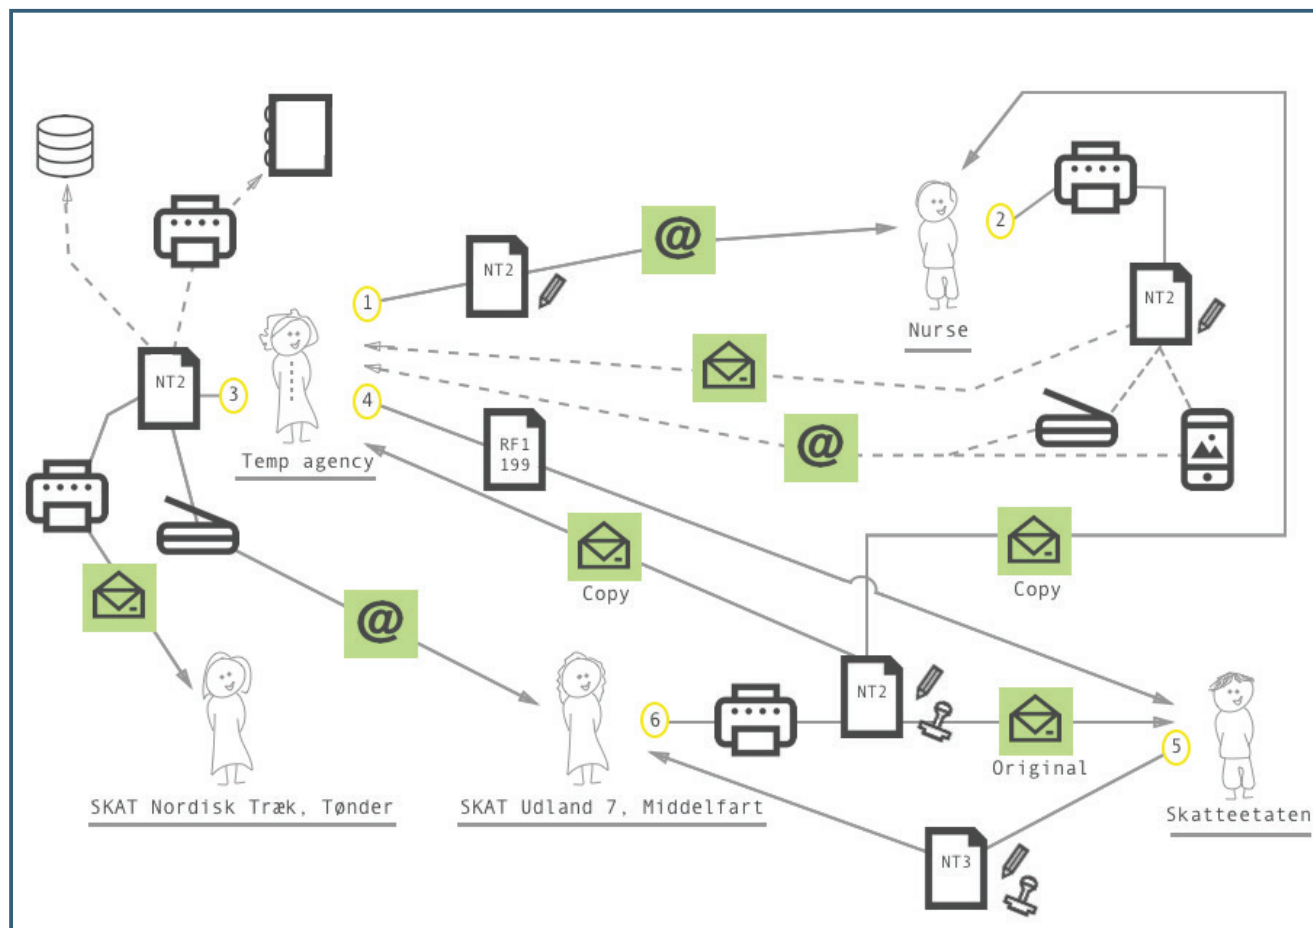 2
NT2
@
1
NT2
Nurse
NT2
3
4
RF1
199
@
Temp agency
Copy
Copy
@
NT2
6
Original
5
SKAT Nordisk Træk, Tønder
SKAT Udland 7, Middelfart
Skatteetaten
NT3